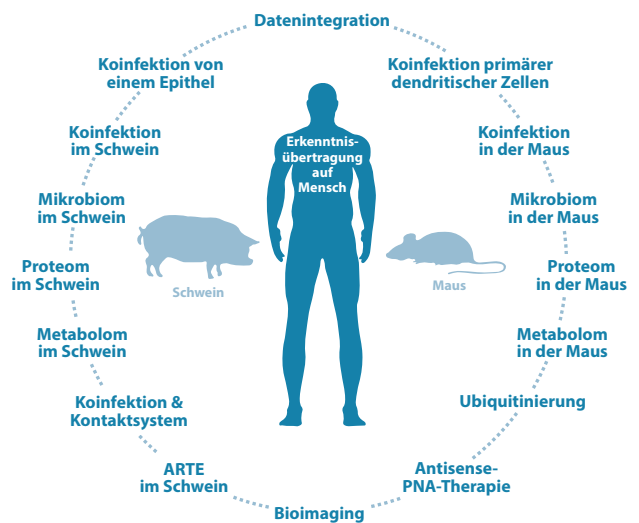 Datenintegration
Koinfektion von
einem Epithel
Koinfektion primärer
dendritischer Zellen
Koinfektion
im Schwein
Erkenntnis-
übertragung
auf
Mensch
Koinfektion
in der Maus
Mikrobiom
im Schwein
Mikrobiom
in der Maus
Proteom
im Schwein
Schwein
Maus
Proteom
in der Maus
Metabolom
im Schwein
Metabolom
in der Maus
Koinfektion &
Kontaktsystem
Ubiquitinierung
ARTE
im Schwein
Antisense-
PNA-Therapie
Bioimaging